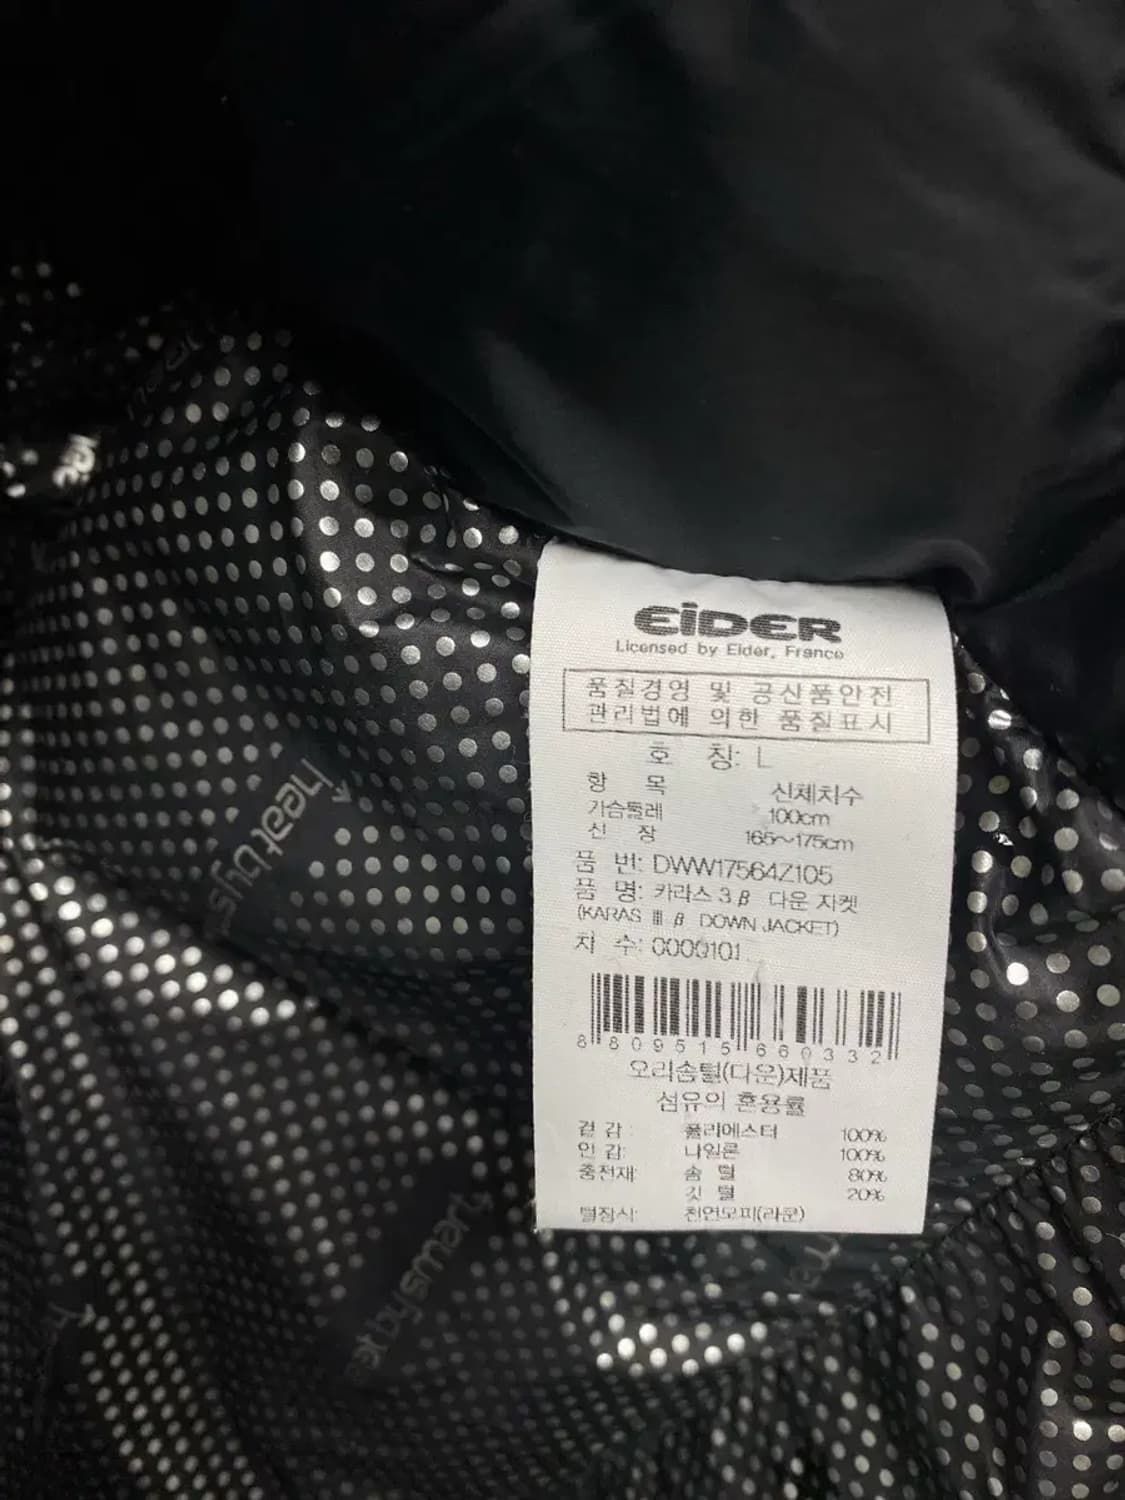 EiDER
Licensed by Eider, France
품질경영 및 공산품안전
관리법에 의한 품질표시
호 칭: L
항 목 신체치수
가슴둘레 100cm
신 장 165~175cm
품 번: DWW17564Z105
품 명: 카라스 3 β 다운 자켓
(KARAS Ⅲ β DOWN JACKET)
치 수: 0000101
8 809515 660332
오리솜털(다운)제품
섬유의 혼용률
겉 감: 폴리에스터 100%
안 감: 나일론 100%
충전재: 솜 털 80%
깃 털 20%
털장식: 천연모피(라쿤)
heat